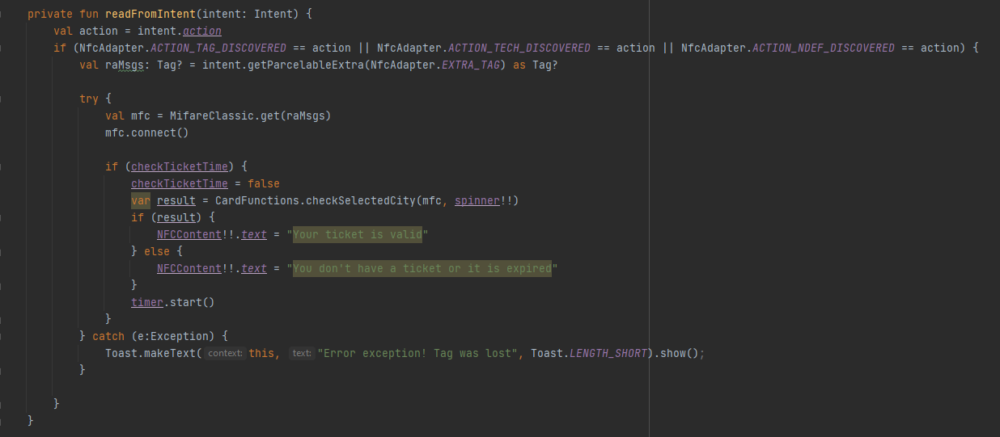 private fun readFromIntent(intent: Intent) {
    val action = intent.action
    if (NfcAdapter.ACTION_TAG_DISCOVERED == action || NfcAdapter.ACTION_TECH_DISCOVERED == action || NfcAdapter.ACTION_NDEF_DISCOVERED == action) {
        val raMsgs: Tag? = intent.getParcelableExtra(NfcAdapter.EXTRA_TAG) as Tag?
        try {
            val mfc = MifareClassic.get(raMsgs)
            mfc.connect()
            if (checkTicketTime) {
                checkTicketTime = false
                var result = CardFunctions.checkSelectedCity(mfc, spinner!!)
                if (result) {
                    NFCContent!!.text = "Your ticket is valid"
                } else {
                    NFCContent!!.text = "You don't have a ticket or it is expired"
                }
                timer.start()
            }
        } catch (e:Exception) {
            Toast.makeText( context: this, text: "Error exception! Tag was lost", Toast.LENGTH_SHORT).show();
        }
    }
}